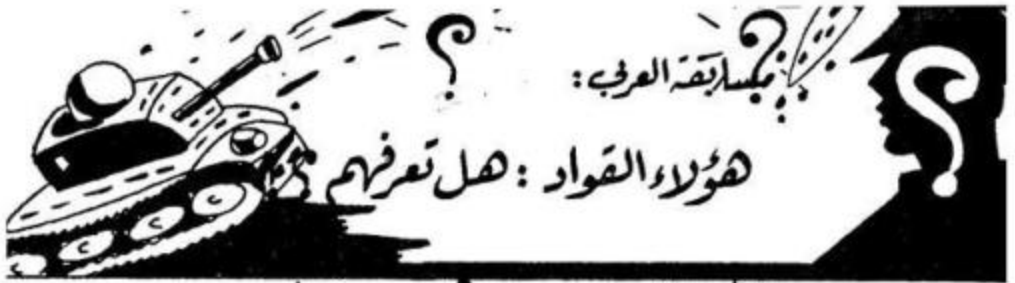 مسابقة العربي :
هؤلاء القواد : هل تعرفهم ؟